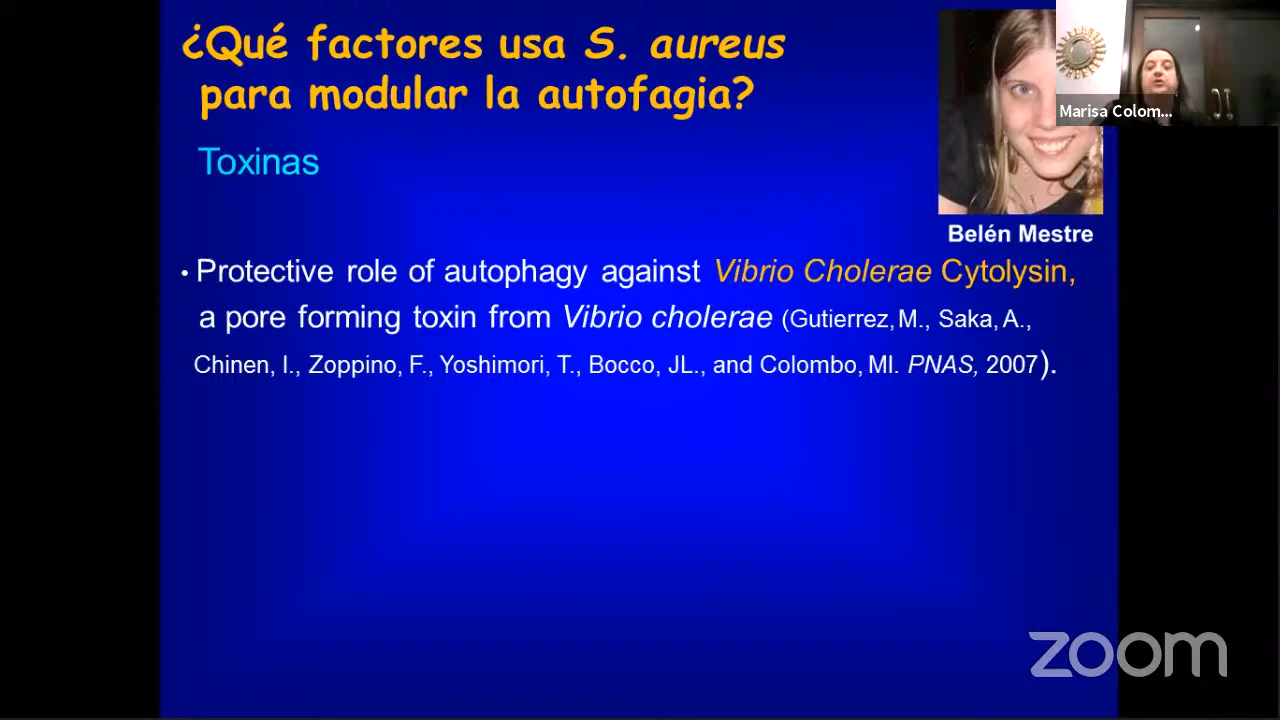 ¿Qué factores usa S. aureus
para modular la autofagia?
Marisa Colom...
Toxinas
Belén Mestre
• Protective role of autophagy against Vibrio Cholerae Cytolysin,
a pore forming toxin from Vibrio cholerae (Gutierrez, M., Saka, A.,
Chinen, I., Zoppino, F., Yoshimori, T., Bocco, JL., and Colombo, MI. PNAS, 2007).
zoom